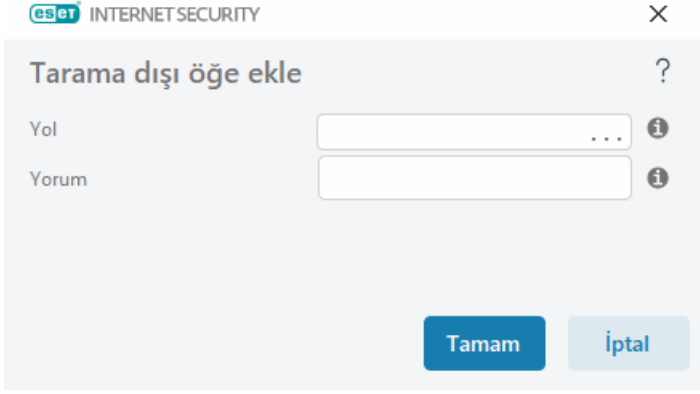 eset INTERNET SECURITY
Tarama dışı öğe ekle
?
Yol
...
Yorum
Tamam İptal